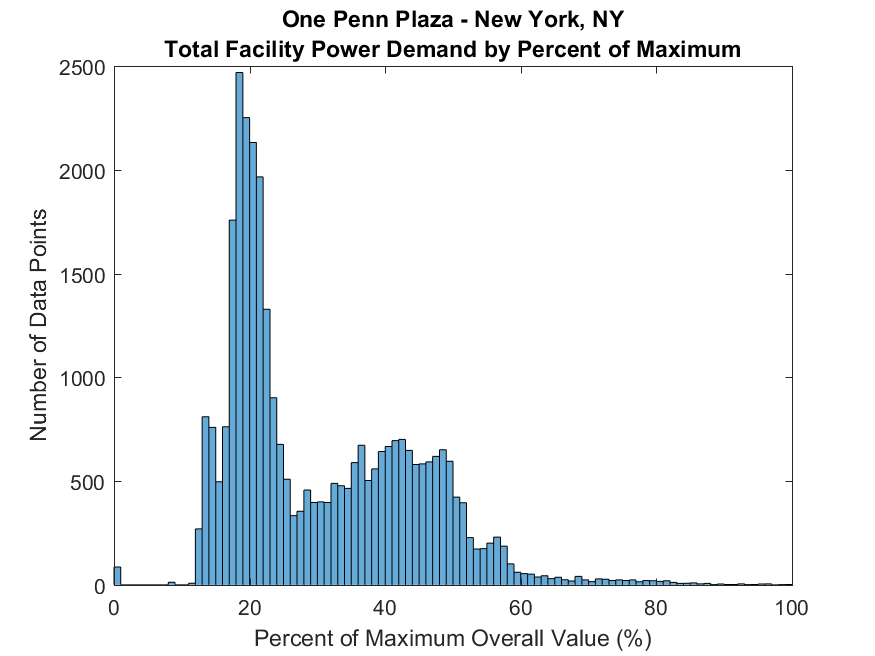 One Penn Plaza - New York, NY
Total Facility Power Demand by Percent of Maximum
2500
2000
1500
1000
500
0
Number of Data Points
0 20 40 60 80 100
Percent of Maximum Overall Value (%)